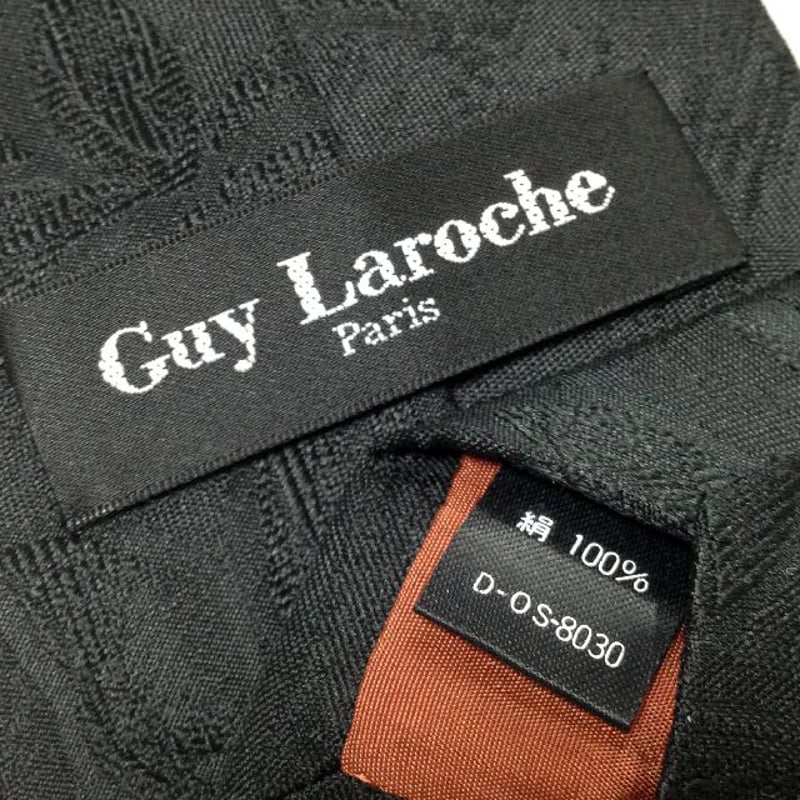 Guy Laroche
Paris
絹 100%
D-OS-8030